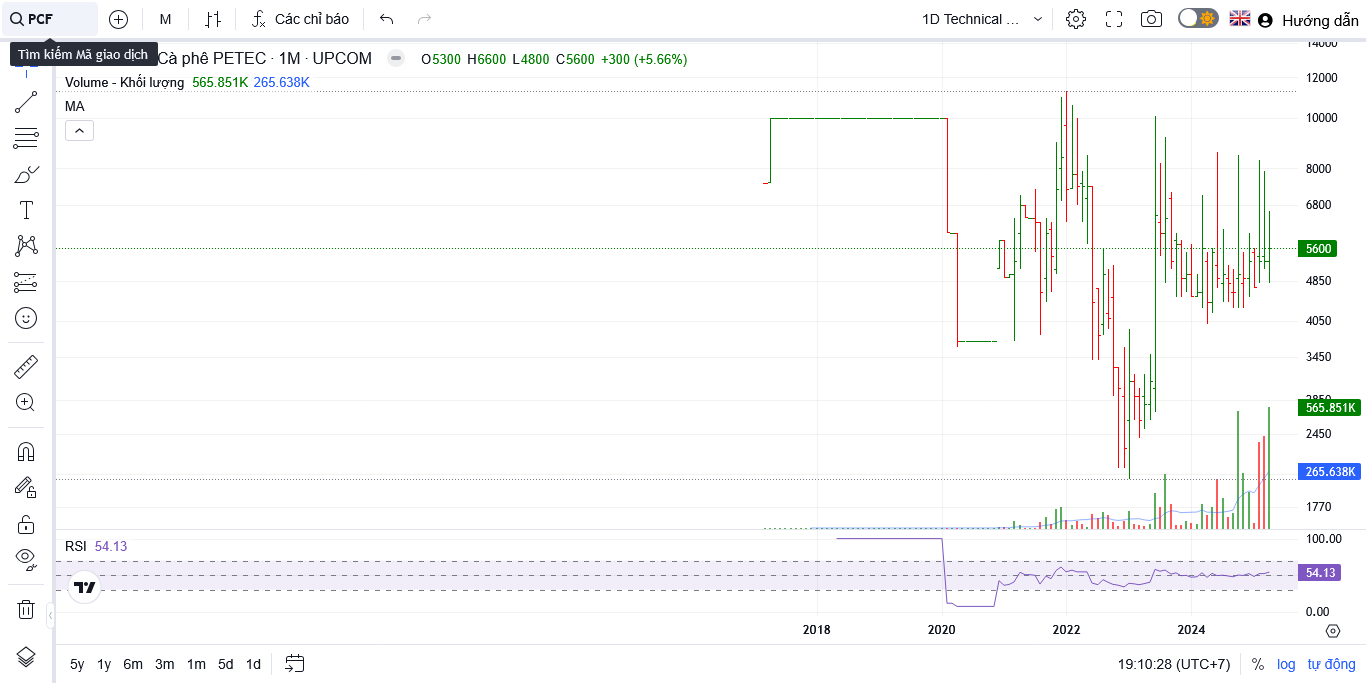 PCF
M
Các chỉ báo
1D Technical ...
Hướng dẫn
Tìm kiếm Mã giao dịch
Cà phê PETEC · 1M · UPCOM
O5300 H6600 L4800 C5600 +300 (+5.66%)
Volume - Khối lượng 565.851K 265.638K
MA
14000
12000
10000
8000
6800
5600
4850
4050
3450
2850
565.851K
2450
265.638K
1770
RSI 54.13
100.00
54.13
0.00
2018 2020 2022 2024
5y 1y 6m 3m 1m 5d 1d
19:10:28 (UTC+7) % log tự động